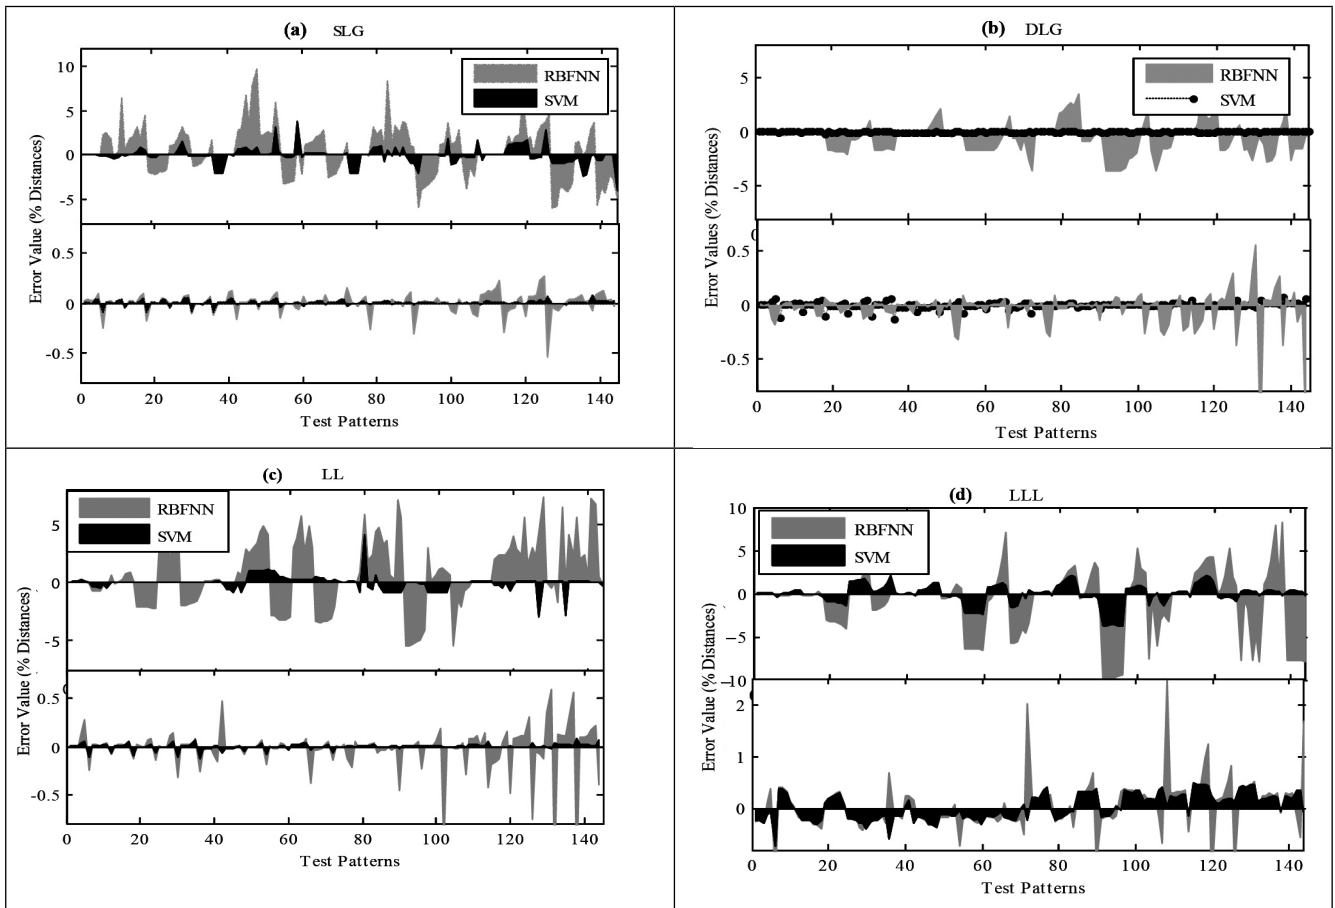 (a) SLG
10
5
0
-5
RBFNN
SVM
0.5
0
-0.5
0 20 40 60 80 100 120 140
Test Patterns
Error Value (% Distances)
(b) DLG
5
0
-5
RBFNN
SVM
0.5
0
-0.5
0 20 40 60 80 100 120 140
Test Patterns
Error Values (% Distances)
(c) LL
RBFNN
SVM
5
0
-5
0.5
0
-0.5
0 20 40 60 80 100 120 140
Test Patterns
Error Value (% Distances)
(d) LLL
10
5
0
−5
−10
RBFNN
SVM
2
1
0
0 20 40 60 80 100 120 140
Test Patterns
Error Value (% Distances)